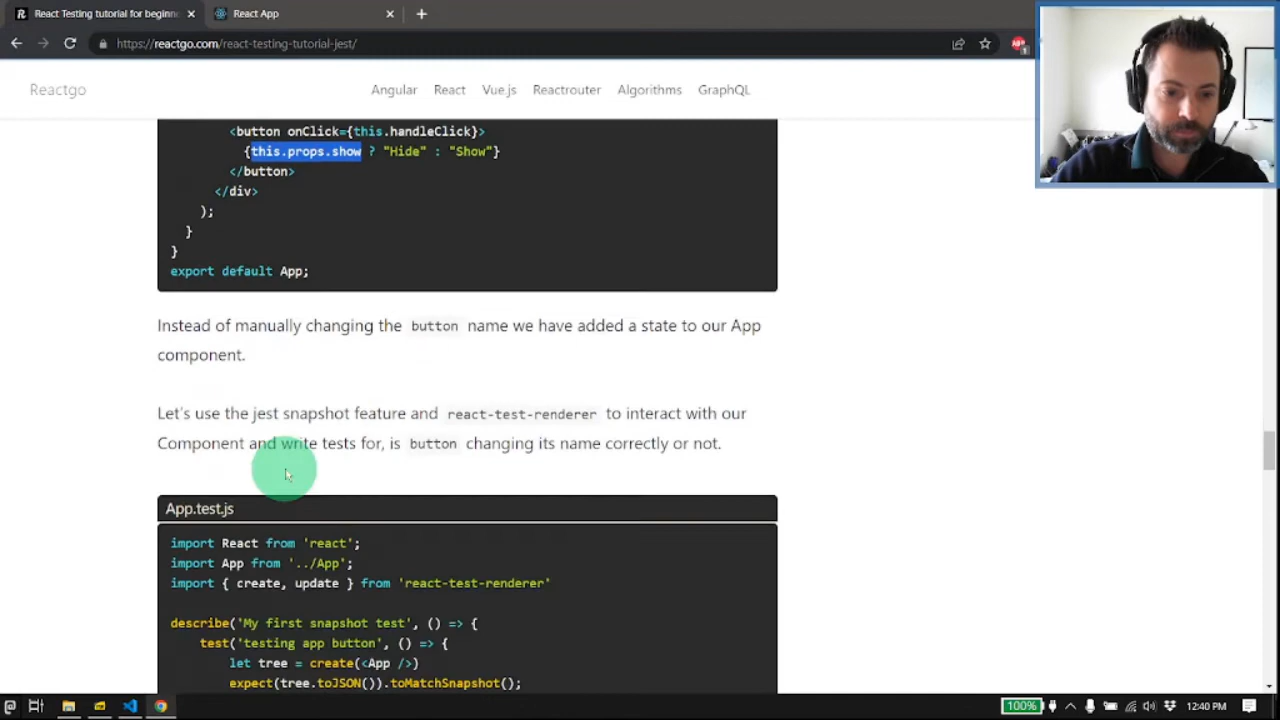 React Testing tutorial for beginne
React App
https://reactgo.com/react-testing-tutorial-jest/
ABP
1
Reactgo
Angular
React
Vue.js
Reactrouter
Algorithms
GraphQL
<button onClick={this.handleClick}>
{this.props.show ? "Hide" : "Show"}
</button>
</div>
);
}
}
export default App;
Instead of manually changing the button name we have added a state to our App
component.
Let's use the jest snapshot feature and react-test-renderer to interact with our
Component and write tests for, is button changing its name correctly or not.
App.test.js
import React from 'react';
import App from '../App';
import { create, update } from 'react-test-renderer'
describe('My first snapshot test', () => {
test('testing app button', () => {
let tree = create(<App />)
expect(tree.toJSON()).toMatchSnapshot();
100%
12:40 PM